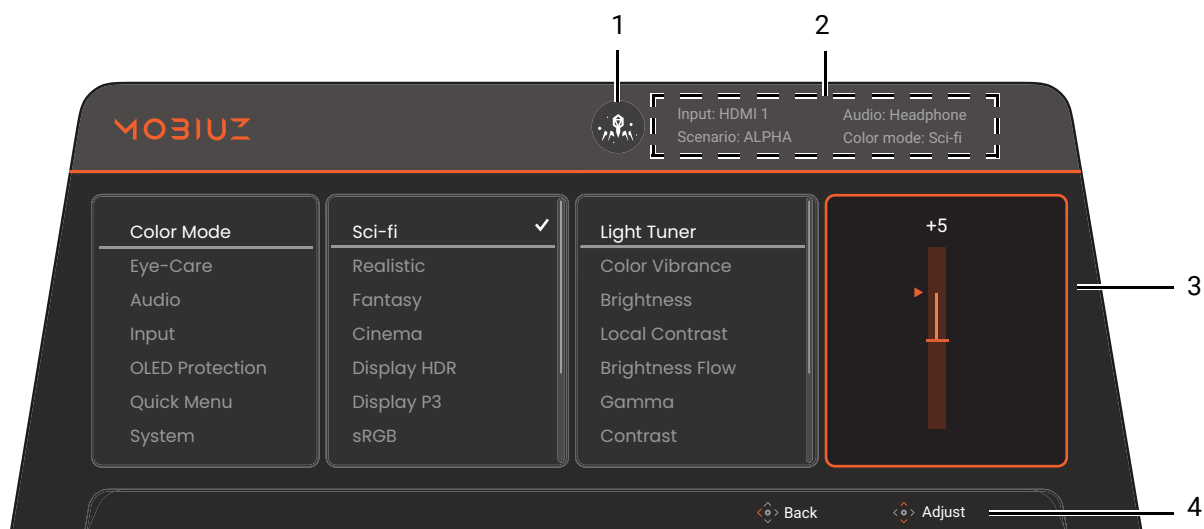 1
2
MOBIUZ
Input: HDMI 1
Audio: Headphone
Scenario: ALPHA
Color mode: Sci-fi
Color Mode
Eye-Care
Audio
Input
OLED Protection
Quick Menu
System
Sci-fi
Realistic
Fantasy
Cinema
Display HDR
Display P3
sRGB
Light Tuner
Color Vibrance
Brightness
Local Contrast
Brightness Flow
Gamma
Contrast
+5
3
Back
Adjust
4